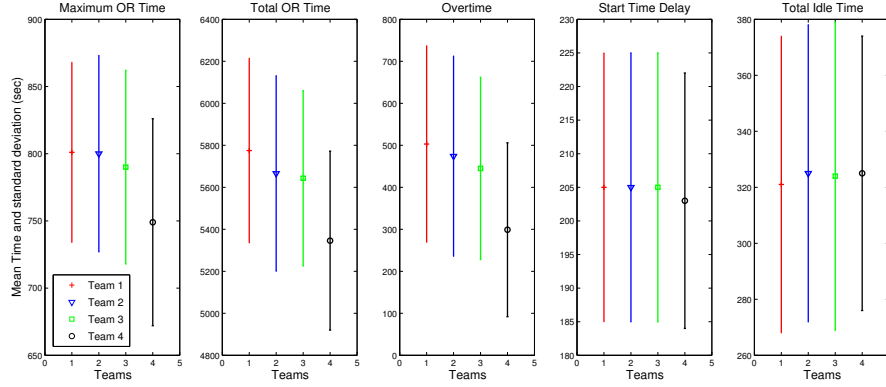 Maximum OR Time
Total OR Time
Overtime
Start Time Delay
Total Idle Time
Mean Time and standard deviation (sec)
900
850
800
750
700
650
0 1 2 3 4 5
Teams
Team 1
Team 2
Team 3
Team 4
6400
6200
6000
5800
5600
5400
5200
5000
4800
0 1 2 3 4 5
Teams
800
700
600
500
400
300
200
100
0
0 1 2 3 4 5
Teams
230
225
220
215
210
205
200
195
190
185
180
0 1 2 3 4 5
Teams
380
360
340
320
300
280
260
0 1 2 3 4 5
Teams